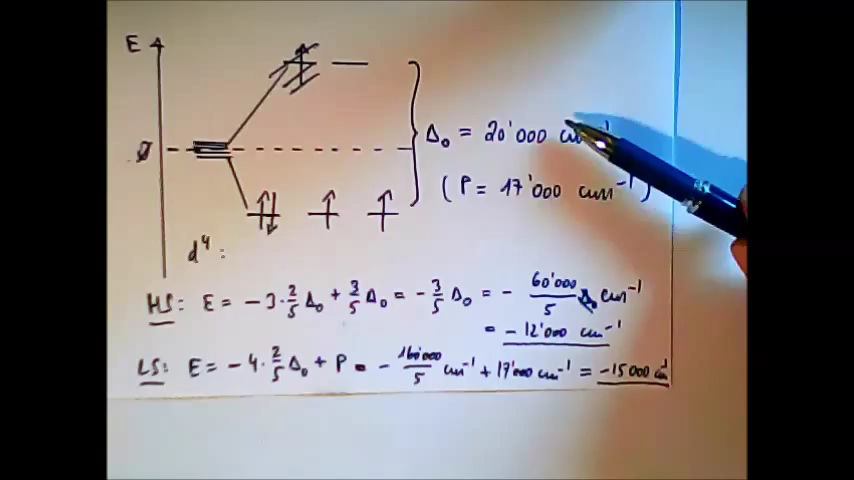 E
Δ₀ = 20'000 cm⁻¹
0
(P = 17'000 cm⁻¹)
d⁴:
HS: E = -3·2/5 Δ₀ + 3/5 Δ₀ = -3/5 Δ₀ = - 60'000/5 cm⁻¹
= -12'000 cm⁻¹
LS: E = -4·2/5 Δ₀ + P = - 160'000/5 cm⁻¹ + 17'000 cm⁻¹ = -15000 cm⁻¹